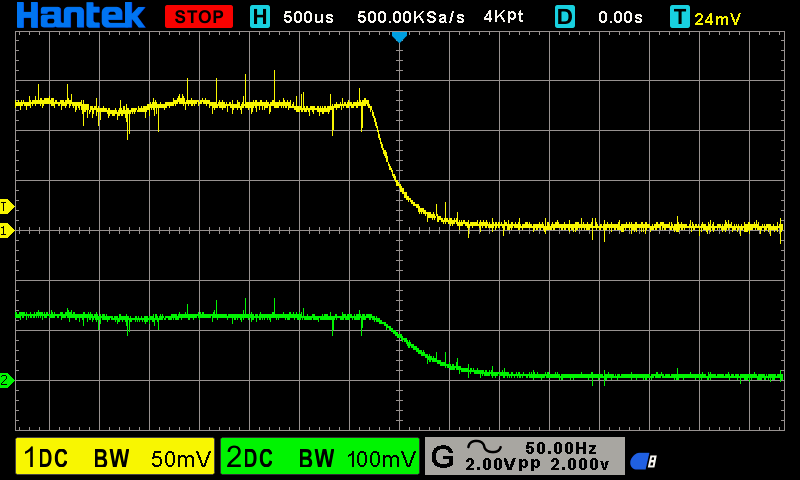 Hantek STOP H 500us 500.00KSa/s 4Kpt D 0.00s T 24mV
T
1
2
1DC BW 50mV 2DC BW 100mV G 50.00Hz
2.00Vpp 2.000v 8